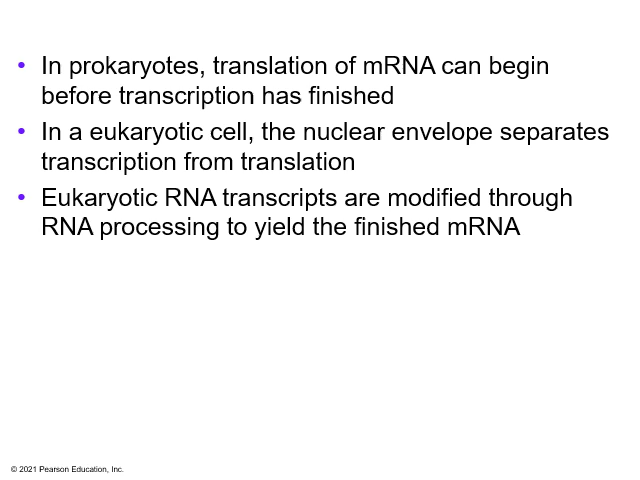 • In prokaryotes, translation of mRNA can begin
before transcription has finished
• In a eukaryotic cell, the nuclear envelope separates
transcription from translation
• Eukaryotic RNA transcripts are modified through
RNA processing to yield the finished mRNA
© 2021 Pearson Education, Inc.